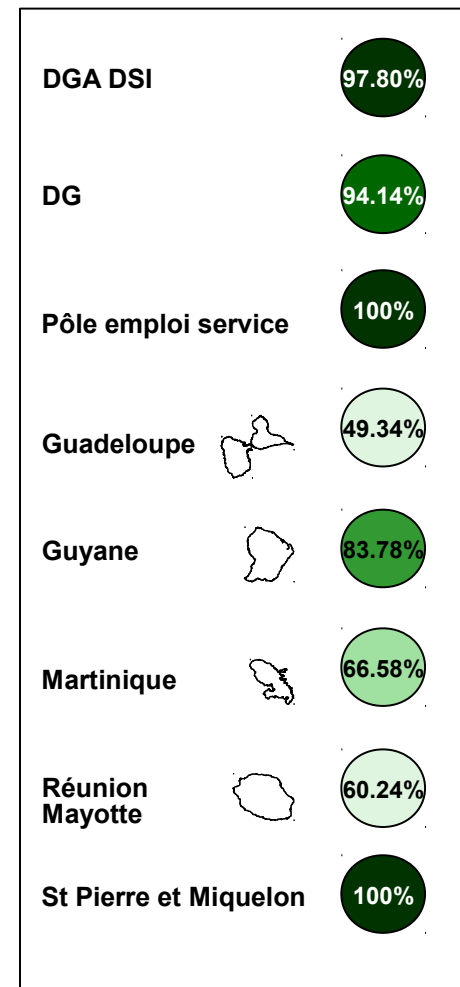 DGA DSI 97.80%
DG 94.14%
Pôle emploi service 100%
Guadeloupe 49.34%
Guyane 83.78%
Martinique 66.58%
Réunion
Mayotte 60.24%
St Pierre et Miquelon 100%